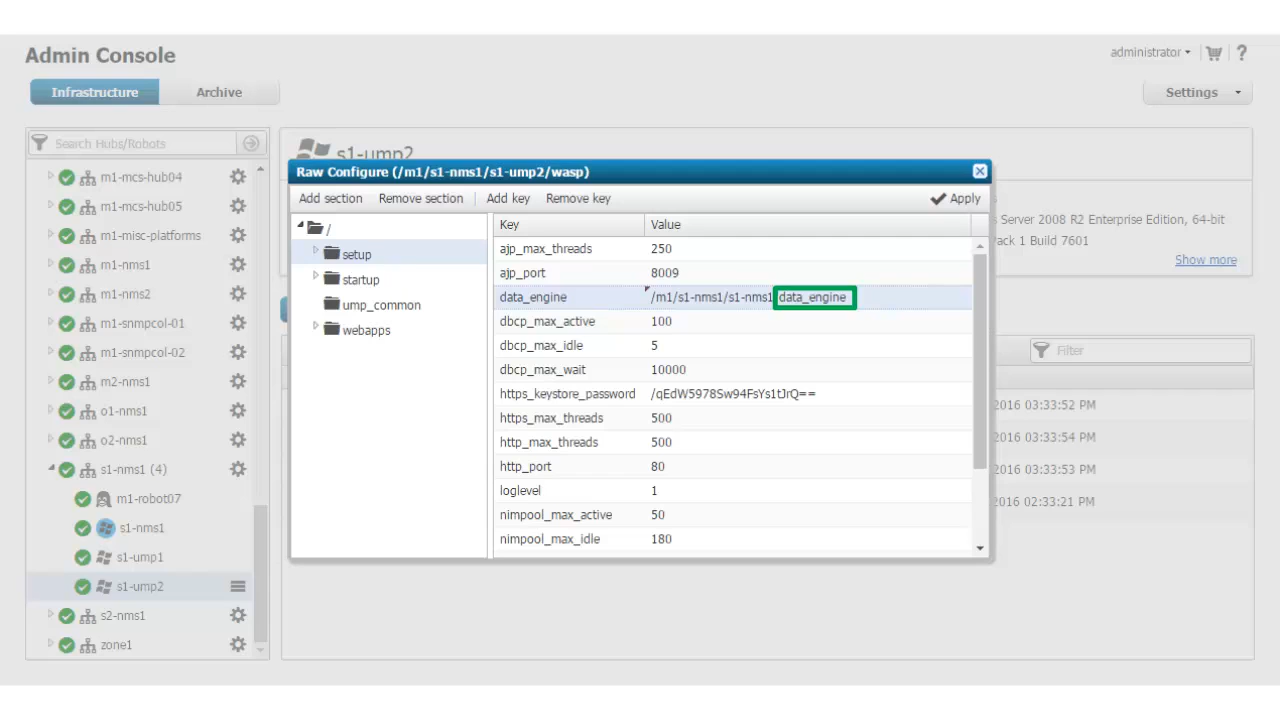 Admin Console
administrator
Infrastructure
Archive
Settings
Search Hubs/Robots
m1-mcs-hub04
m1-mcs-hub05
m1-misc-platforms
m1-nms1
m1-nms2
m1-snmpcol-01
m1-snmpcol-02
m2-nms1
o1-nms1
o2-nms1
s1-nms1 (4)
m1-robot07
s1-nms1
s1-ump1
s1-ump2
s2-nms1
zone1
s1-ump2
Server 2008 R2 Enterprise Edition, 64-bit
Build 7601
Show more
Filter
2016 03:33:52 PM
2016 03:33:54 PM
2016 03:33:53 PM
2016 02:33:21 PM
Raw Configure (/m1/s1-nms1/s1-ump2/wasp)
Add section Remove section Add key Remove key Apply
/
setup
startup
ump_common
webapps
Key Value
ajp_max_threads 250
ajp_port 8009
data_engine /m1/s1-nms1/s1-nms1 data_engine
dbcp_max_active 100
dbcp_max_idle 5
dbcp_max_wait 10000
https_keystore_password /qEdW5978Sw94FsYs1tJrQ==
https_max_threads 500
http_max_threads 500
http_port 80
loglevel 1
nimpool_max_active 50
nimpool_max_idle 180